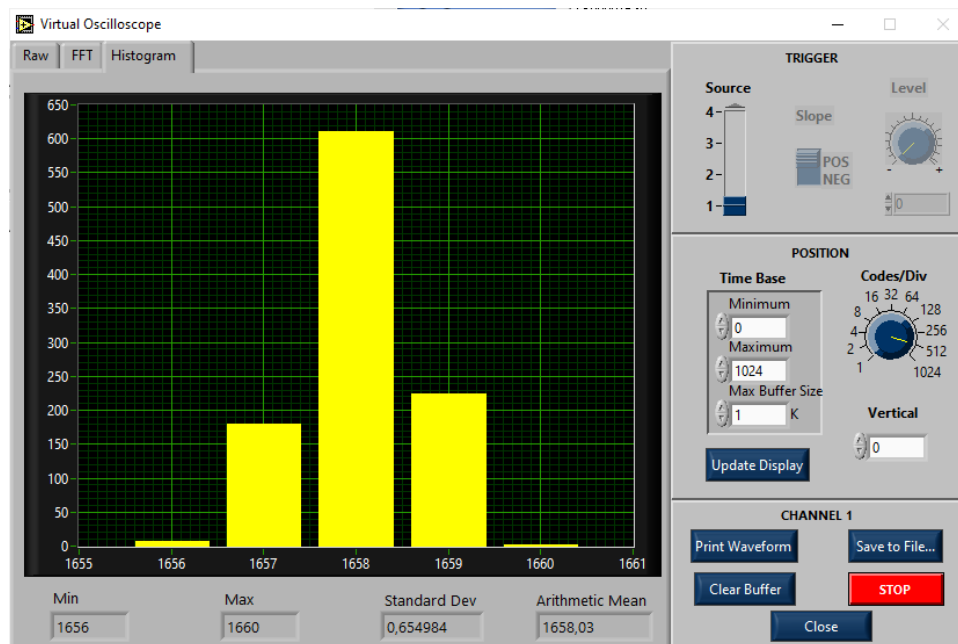 Virtual Oscilloscope
Raw FFT Histogram
650
600
550
500
450
400
350
300
250
200
150
100
50
0
1655 1656 1657 1658 1659 1660 1661
Min Max Standard Dev Arithmetic Mean
1656 1660 0,654984 1658,03
TRIGGER
Source Slope Level
4
3
2
1
POS
NEG
- +
0
POSITION
Time Base
Minimum
0
Maximum
1024
Max Buffer Size
1 K
Update Display
Codes/Div
1 2 4 8 16 32 64 128 256 512 1024
Vertical
0
CHANNEL 1
Print Waveform Save to File...
Clear Buffer STOP
Close